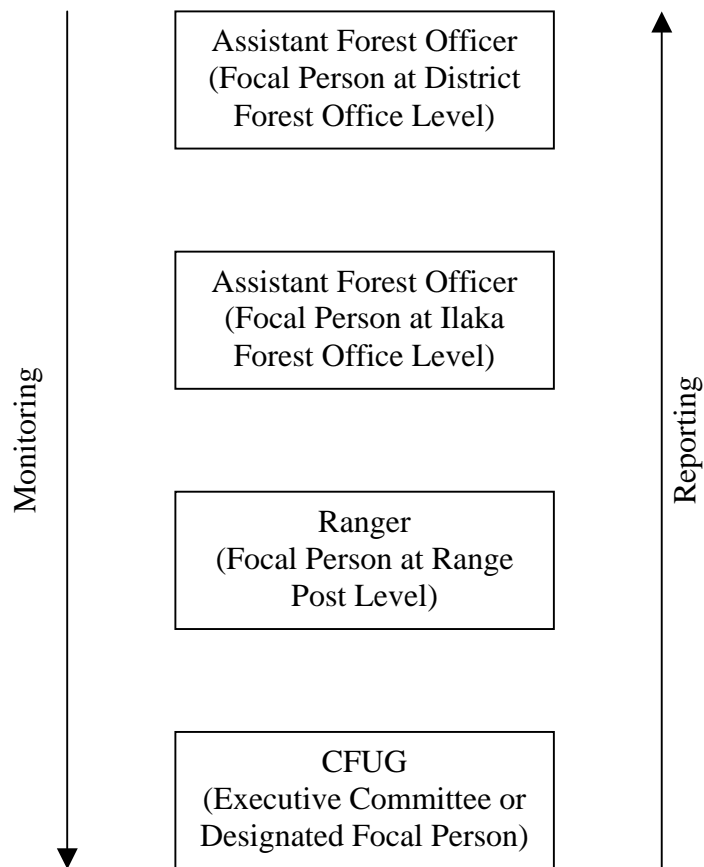 Assistant Forest Officer
(Focal Person at District
Forest Office Level)
Assistant Forest Officer
(Focal Person at Ilaka
Forest Office Level)
Monitoring
Reporting
Ranger
(Focal Person at Range
Post Level)
CFUG
(Executive Committee or
Designated Focal Person)